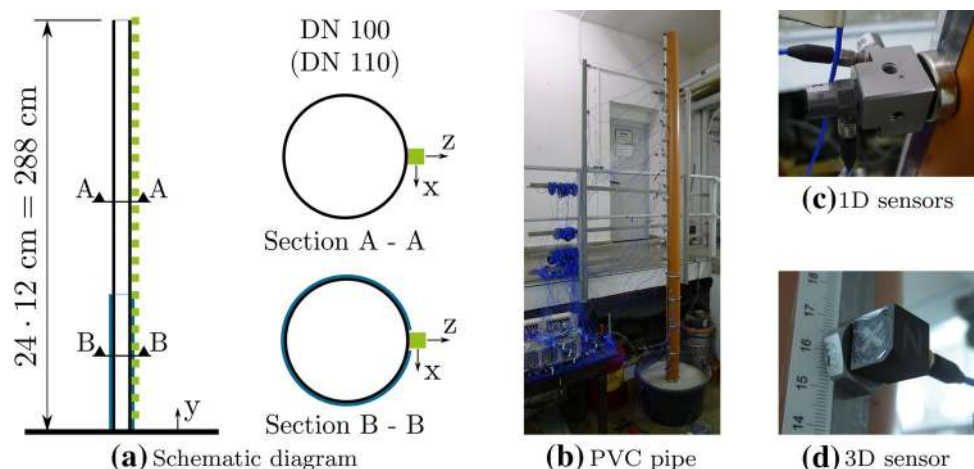 24 · 12 cm = 288 cm
A A
B B
y
(a) Schematic diagram
DN 100
(DN 110)
z
x
Section A - A
z
x
Section B - B
(b) PVC pipe
(c) 1D sensors
18
17
16
15
14
N
(d) 3D sensor